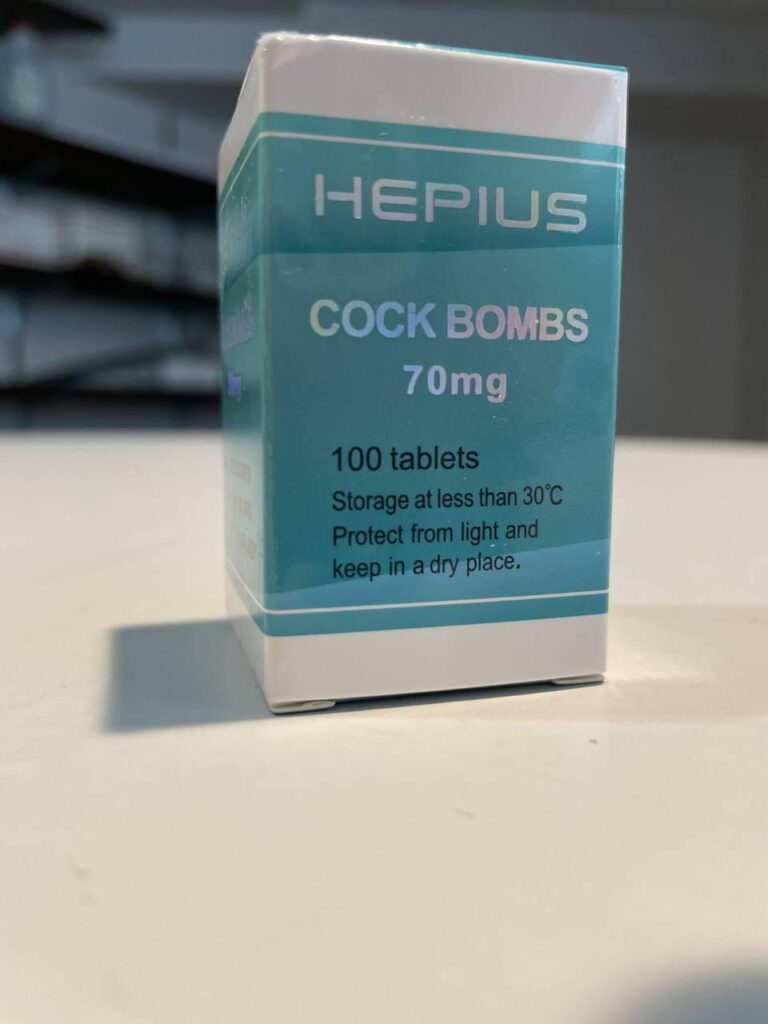 HEPIUS
COCK BOMBS
70mg
100 tablets
Storage at less than 30°C
Protect from light and
keep in a dry place.